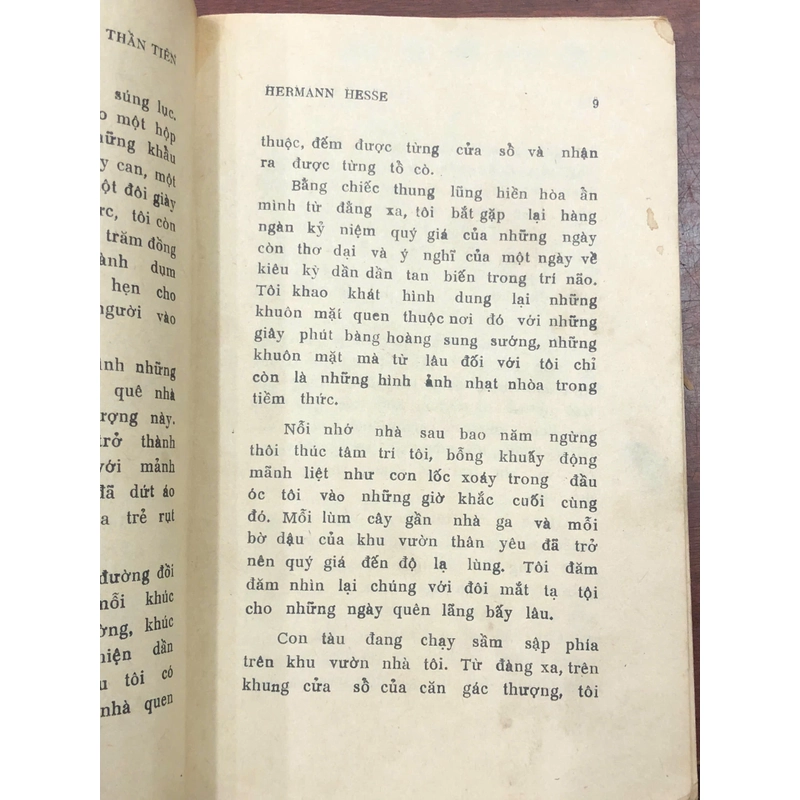 THẦN TIÊN
súng lục.
một hộp
khẩu
can, một
đôi giày
tôi còn
trăm đồng
dụm
hẹn cho
người vào
những
quê nhà
này.
trở thành
với mảnh
đã dứt áo
trẻ rụt
đường đồi
khúc
khúc
dần
tôi có
nhà quen
HERMANN HESSE 9
thuộc, đếm được từng cửa sổ và nhận
ra được từng tồ cò.
Bằng chiếc thung lũng hiền hòa ẩn
mình từ đằng xa, tôi bắt gặp lại hàng
ngàn kỷ niệm quý giá của những ngày
còn thơ dại và ý nghĩ của một ngày về
kiêu kỳ dần dần tan biến trong trí não.
Tôi khao khát hình dung lại những
khuôn mặt quen thuộc nơi đó với những
giây phút bàng hoàng sung sướng, những
khuôn mặt mà từ lâu đối với tôi chỉ
còn là những hình ảnh nhạt nhòa trong
tiềm thức.
Nỗi nhớ nhà sau bao năm ngừng
thôi thúc tâm trí tôi, bỗng khuấy động
mãnh liệt như cơn lốc xoáy trong đầu
óc tôi vào những giờ khắc cuối cùng
đó. Mỗi lùm cây gần nhà ga và mỗi
bờ dậu của khu vườn thân yêu đã trở
nên quý giá đến độ lạ lùng. Tôi đăm
đăm nhìn lại chúng với đôi mắt tạ tội
cho những ngày quên lãng bấy lâu.
Con tàu đang chạy sầm sập phía
trên khu vườn nhà tôi. Từ đàng xa, trên
khung cửa sổ của căn gác thượng, tôi